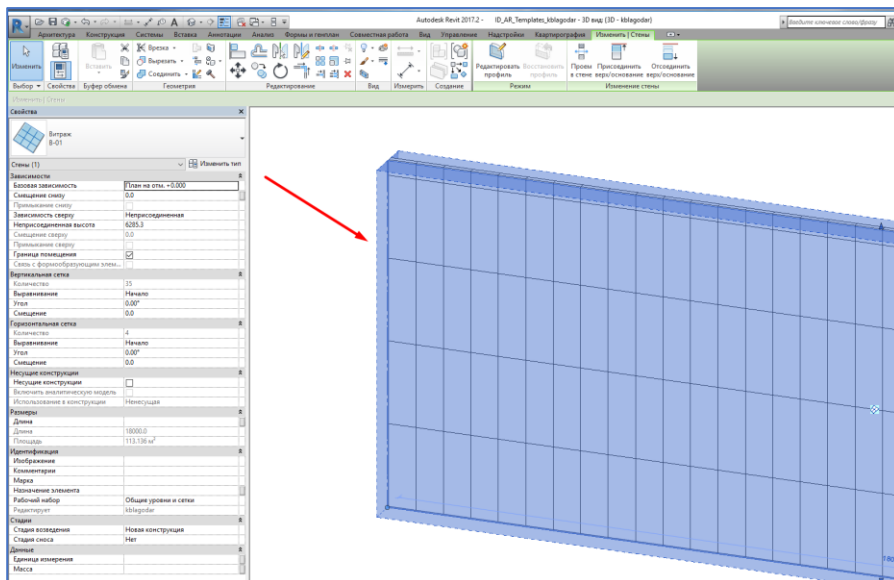 Autodesk Revit 2017.2 - ID_AR_Templates_kblagodar - 3D вид (3D - kblagodar)
Введите ключевое слово/фразу
Архитектура Конструкция Системы Вставка Аннотации Анализ Формы и генплан Совместная работа Вид Управление Надстройки Квартирография Изменить | Стены
Изменить
Свойства
Вставить
Врезка
Вырезать
Соединить
Редактировать профиль
Восстановить профиль
Проем в стене
Присоединить верх/основание
Отсоединить верх/основание
Выбор Свойства Буфер обмена Геометрия Редактирование Вид Измерить Создание Режим Изменение стены
Изменить | Стены
Свойства
Витраж
В-01
Стены (1) Изменить тип
Зависимости
Базовая зависимость План на отм. +0.000
Смещение снизу 0.0
Примыкание снизу
Зависимость сверху Неприсоединенная
Неприсоединенная высота 6285.3
Смещение сверху 0.0
Примыкание сверху
Граница помещения
Связь с формообразующим элем...
Вертикальная сетка
Количество 35
Выравнивание Начало
Угол 0.00°
Смещение 0.0
Горизонтальная сетка
Количество 4
Выравнивание Начало
Угол 0.00°
Смещение 0.0
Несущие конструкции
Несущие конструкции
Включить аналитическую модель
Использование в конструкции Ненесущая
Размеры
Длина
Длина 18000.0
Площадь 113.136 м²
Идентификация
Изображение
Комментарии
Марка
Назначение элемента
Рабочий набор Общие уровни и сетки
Редактирует kblagodar
Стадии
Стадия возведения Новая конструкция
Стадия сноса Нет
Данные
Единица измерения
Масса